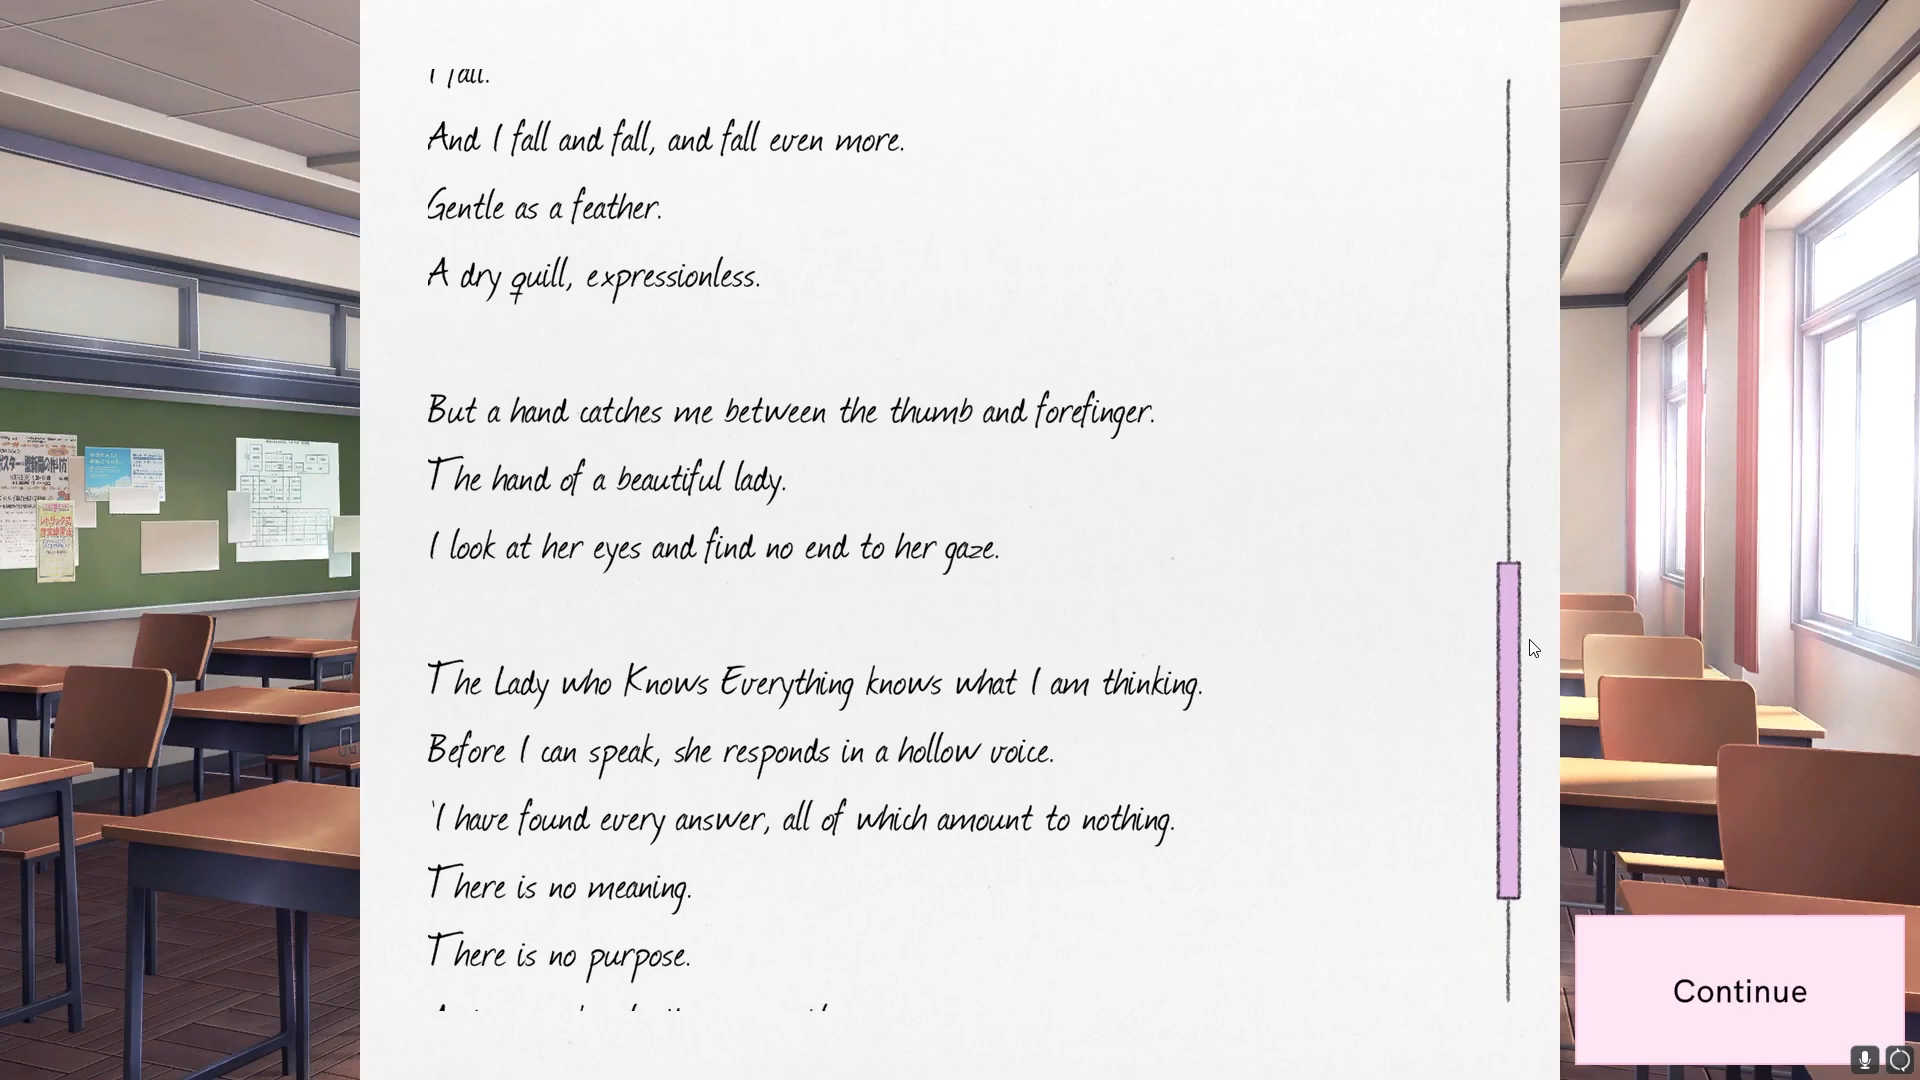 I fall.
And I fall and fall, and fall even more.
Gentle as a feather.
A dry quill, expressionless.
But a hand catches me between the thumb and forefinger.
The hand of a beautiful lady.
I look at her eyes and find no end to her gaze.
The Lady who Knows Everything knows what I am thinking.
Before I can speak, she responds in a hollow voice.
'I have found every answer, all of which amount to nothing.
There is no meaning.
There is no purpose.
Continue